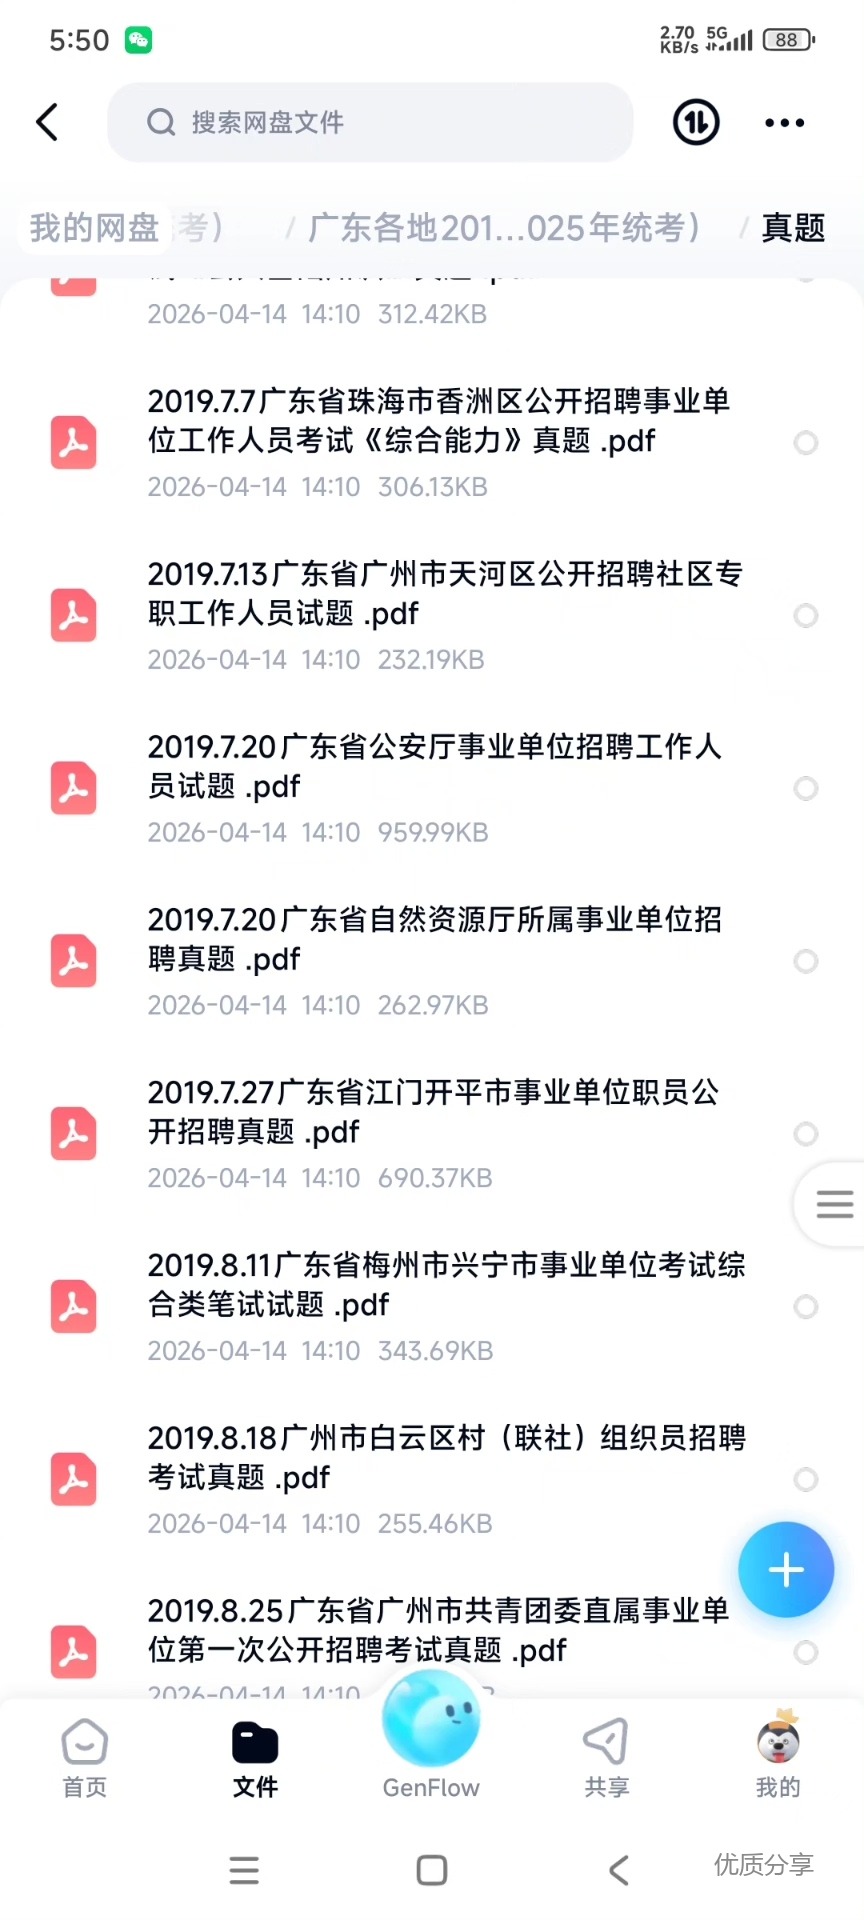 5:50
2.70
KB/s
5G
88
搜索网盘文件
我的网盘
考）
/
广东各地201...025年统考）
/
真题
2026-04-14 14:10 312.42KB
2019.7.7广东省珠海市香洲区公开招聘事业单
位工作人员考试《综合能力》真题 .pdf
2026-04-14 14:10 306.13KB
2019.7.13广东省广州市天河区公开招聘社区专
职工作人员试题 .pdf
2026-04-14 14:10 232.19KB
2019.7.20广东省公安厅事业单位招聘工作人
员试题 .pdf
2026-04-14 14:10 959.99KB
2019.7.20广东省自然资源厅所属事业单位招
聘真题 .pdf
2026-04-14 14:10 262.97KB
2019.7.27广东省江门开平市事业单位职员公
开招聘真题 .pdf
2026-04-14 14:10 690.37KB
2019.8.11广东省梅州市兴宁市事业单位考试综
合类笔试试题 .pdf
2026-04-14 14:10 343.69KB
2019.8.18广州市白云区村（联社）组织员招聘
考试真题 .pdf
2026-04-14 14:10 255.46KB
2019.8.25广东省广州市共青团委直属事业单
位第一次公开招聘考试真题 .pdf
2026-04-14 14:10
首页
文件
GenFlow
共享
我的
优质分享